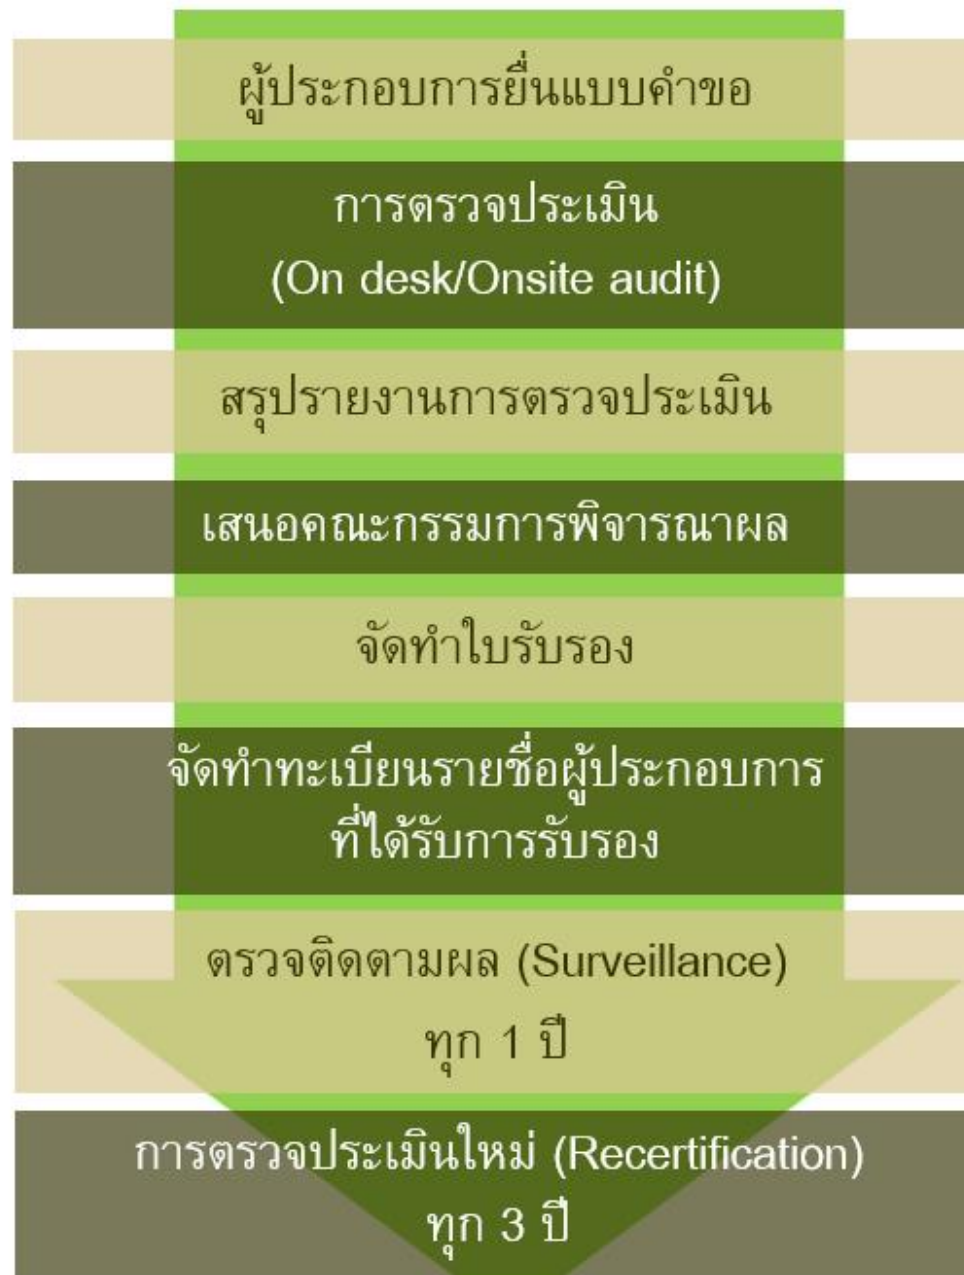 ผู้ประกอบการยื่นแบบคำขอ
การตรวจประเมิน
(On desk/Onsite audit)
สรุปรายงานการตรวจประเมิน
เสนอคณะกรรมการพิจารณาผล
จัดทำใบรับรอง
จัดทำทะเบียนรายชื่อผู้ประกอบการ
ที่ได้รับการรับรอง
ตรวจติดตามผล (Surveillance)
ทุก 1 ปี
การตรวจประเมินใหม่ (Recertification)
ทุก 3 ปี